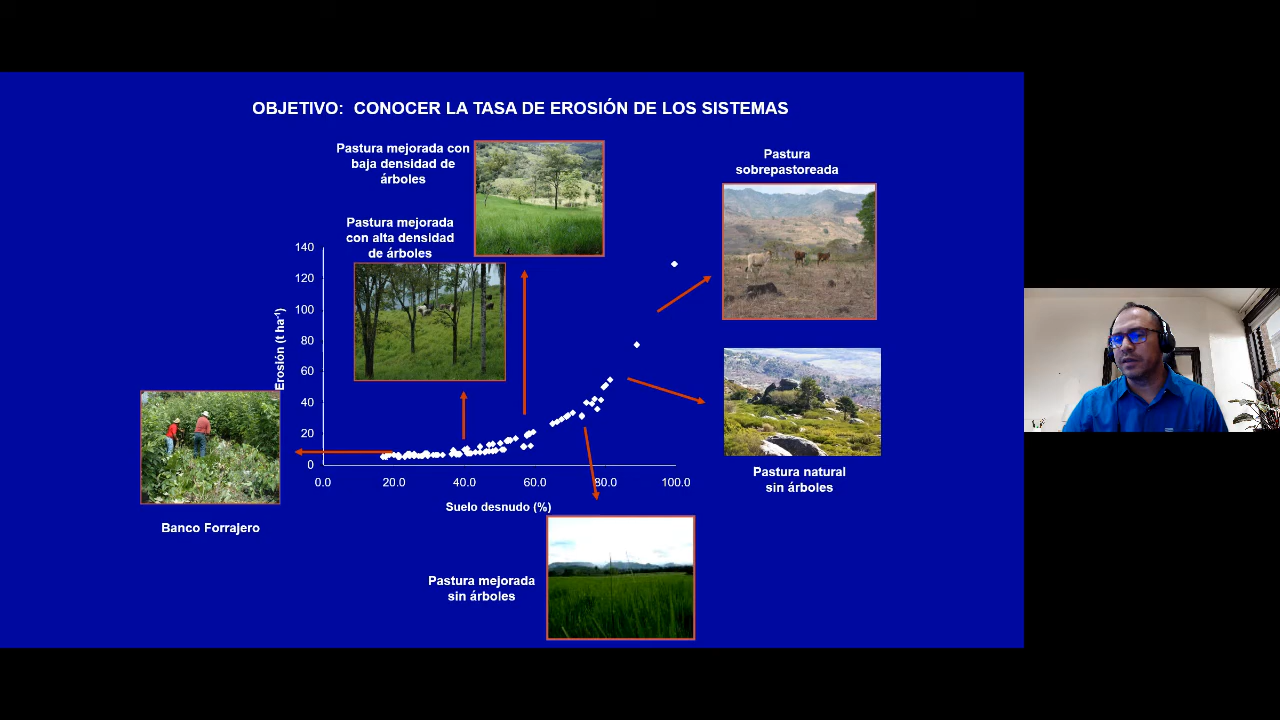 OBJETIVO: CONOCER LA TASA DE EROSIÓN DE LOS SISTEMAS
Pastura mejorada con
baja densidad de
árboles
Pastura
sobrepastoreada
Pastura mejorada
con alta densidad
de árboles
140
120
100
80
60
40
20
0
Erosión (t ha⁻¹)
0.0 20.0 40.0 60.0 80.0 100.0
Suelo desnudo (%)
Banco Forrajero
Pastura natural
sin árboles
Pastura mejorada
sin árboles